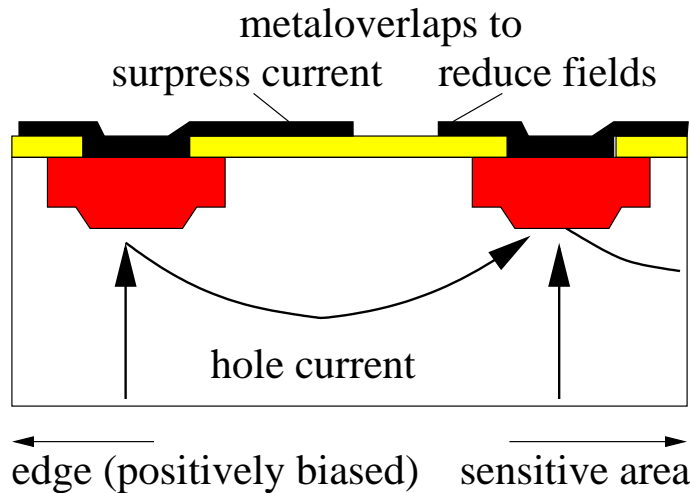 metaloverlaps to
surpress current reduce fields
hole current
edge (positively biased) sensitive area